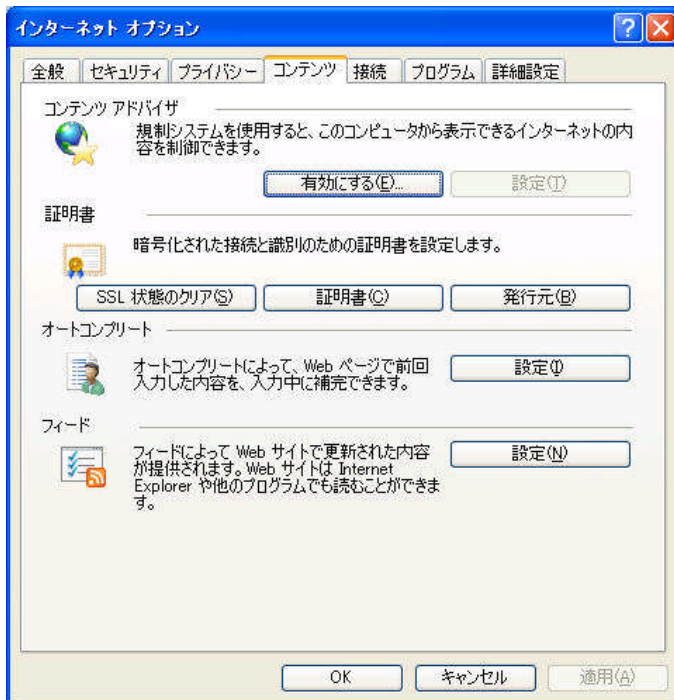 インターネット オプション
全般 セキュリティ プライバシー コンテンツ 接続 プログラム 詳細設定
コンテンツ アドバイザ
規制システムを使用すると、このコンピュータから表示できるインターネットの内
容を制御できます。
有効にする(E)... 設定(T)
証明書
暗号化された接続と識別のための証明書を設定します。
SSL 状態のクリア(S) 証明書(C) 発行元(B)
オートコンプリート
オートコンプリートによって、Web ページで前回
入力した内容を、入力中に補完できます。
設定(I)
フィード
フィードによって Web サイトで更新された内容
が提供されます。Web サイトは Internet
Explorer や他のプログラムでも読むことができま
す。
設定(N)
OK キャンセル 適用(A)